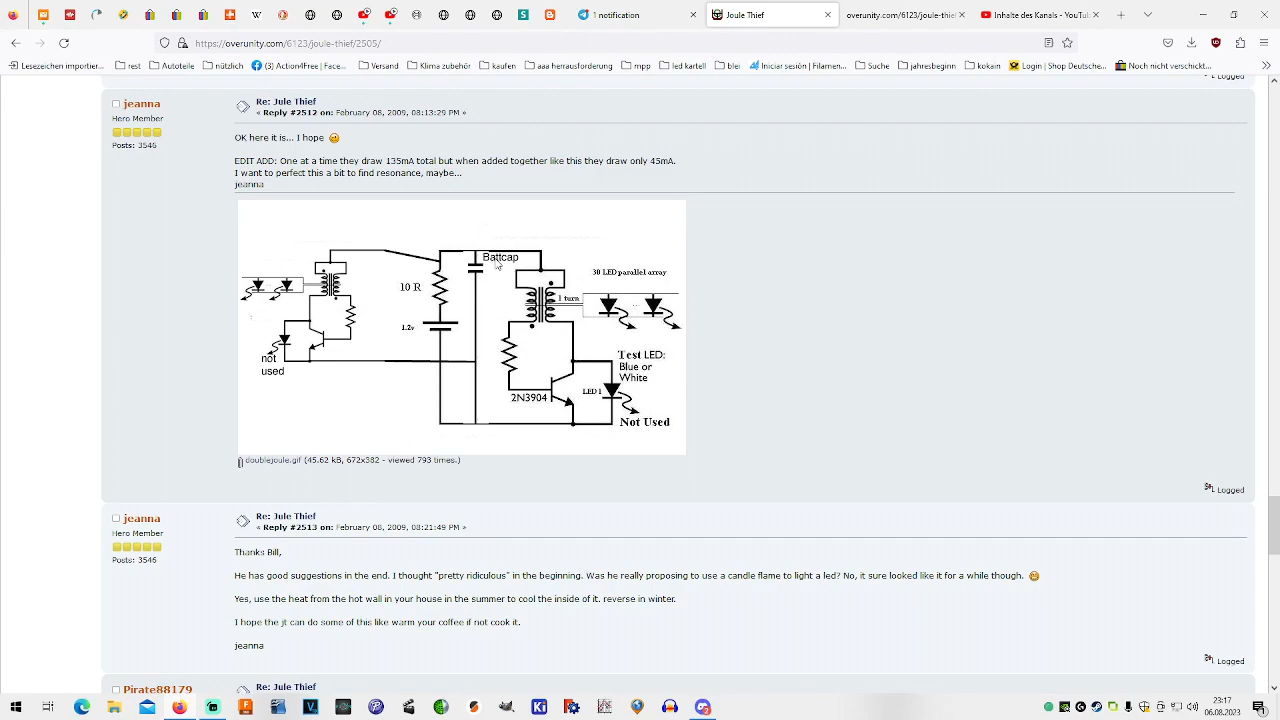 1 notification
Joule Thief
overunity.com/6123/joule-thief/250
Inhalte des Kanals - You
https://overunity.com/6123/joule-thief/2505/
Lesezeichen importier... rest Autoteile nützlich (3) Action4Free | Face... Versand Klima zubehör kaufen aaa herrausforderung mpp led kartell blei Iniciar sesión | Filament... Suche jahresbeginn kokain Login | Shop Deutsche... Noch nicht verschickt...
Logged
jeanna
Hero Member
Posts: 3546
Re: Jule Thief
« Reply #2512 on: February 08, 2009, 08:13:29 PM »
OK here it is... I hope
EDIT ADD: One at a time they draw 135mA total but when added together like this they draw only 45mA.
I want to perfect this a bit to find resonance, maybe...
jeanna
Battcap
30 LED parallel array
10 R
1 turn
1.2v
not
used
Test LED:
Blue or
White
LED 1
2N3904
Not Used
doublejoule.gif (45.62 kB, 672x382 - viewed 793 times.)
Logged
jeanna
Hero Member
Posts: 3546
Re: Jule Thief
« Reply #2513 on: February 08, 2009, 08:21:49 PM »
Thanks Bill,
He has good suggestions in the end. I thought "pretty ridiculous" in the beginning. Was he really proposing to use a candle flame to light a led? No, it sure looked like it for a while though.
Yes, use the heat from the hot wall in your house in the summer to cool the inside of it. reverse in winter.
I hope the jt can do some of this like warm your coffee if not cook it.
jeanna
Logged
Pirate88179
Re: Jule Thief
23:17
06.09.2023